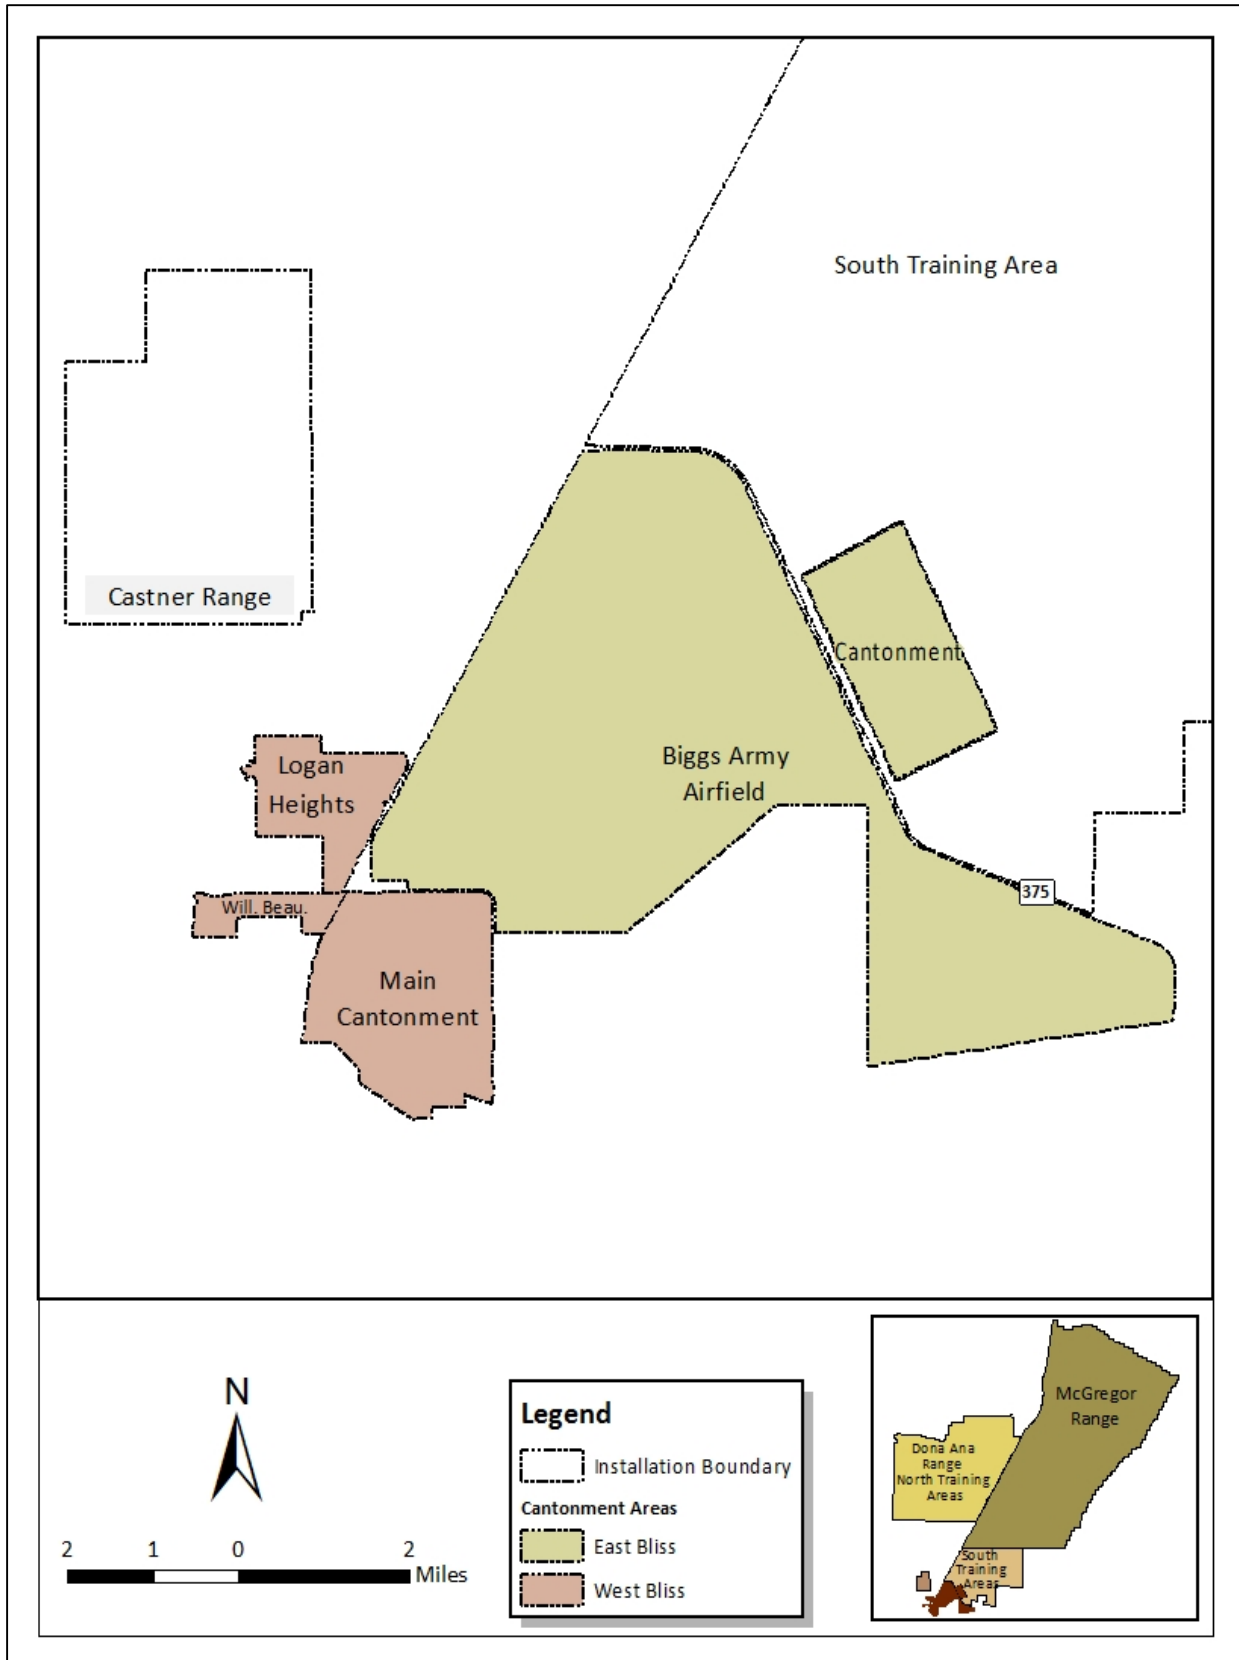 South Training Area
Castner Range
Cantonment
Biggs Army
Airfield
Logan
Heights
375
Will. Beau.
Main
Cantonment
N
2 1 0 2
Miles
Legend
Installation Boundary
Cantonment Areas
East Bliss
West Bliss
McGregor
Range
Dona Ana
Range
North Training
Areas
South
Training
Areas